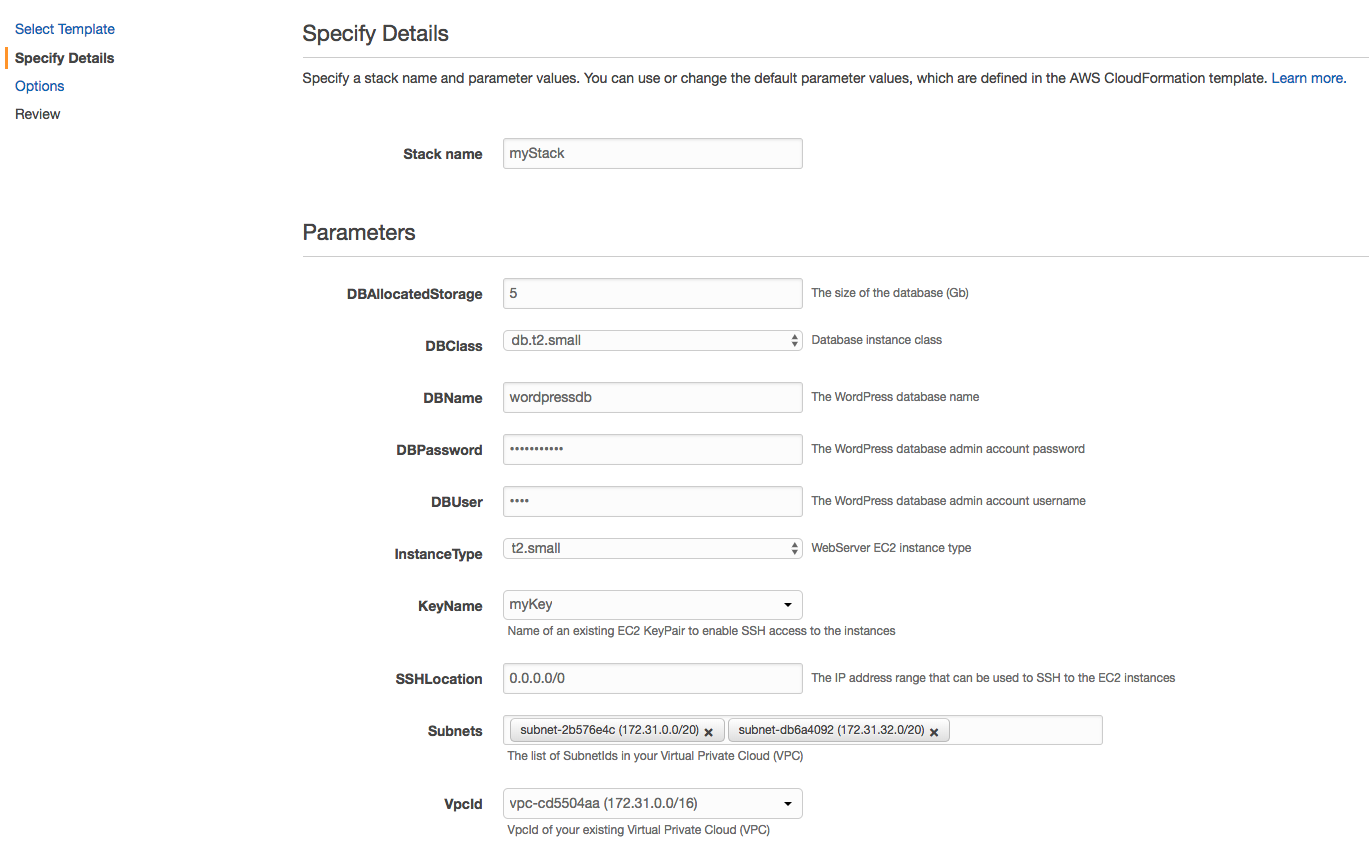 Select Template
Specify Details
Options
Review
Specify Details
Specify a stack name and parameter values. You can use or change the default parameter values, which are defined in the AWS CloudFormation template. Learn more.
Stack name myStack
Parameters
DBAllocatedStorage 5 The size of the database (Gb)
DBClass db.t2.small Database instance class
DBName wordpressdb The WordPress database name
DBPassword ••••••••••• The WordPress database admin account password
DBUser •••• The WordPress database admin account username
InstanceType t2.small WebServer EC2 instance type
KeyName myKey
Name of an existing EC2 KeyPair to enable SSH access to the instances
SSHLocation 0.0.0.0/0 The IP address range that can be used to SSH to the EC2 instances
Subnets subnet-2b576e4c (172.31.0.0/20) × subnet-db6a4092 (172.31.32.0/20) ×
The list of SubnetIds in your Virtual Private Cloud (VPC)
VpcId vpc-cd5504aa (172.31.0.0/16)
VpcId of your existing Virtual Private Cloud (VPC)